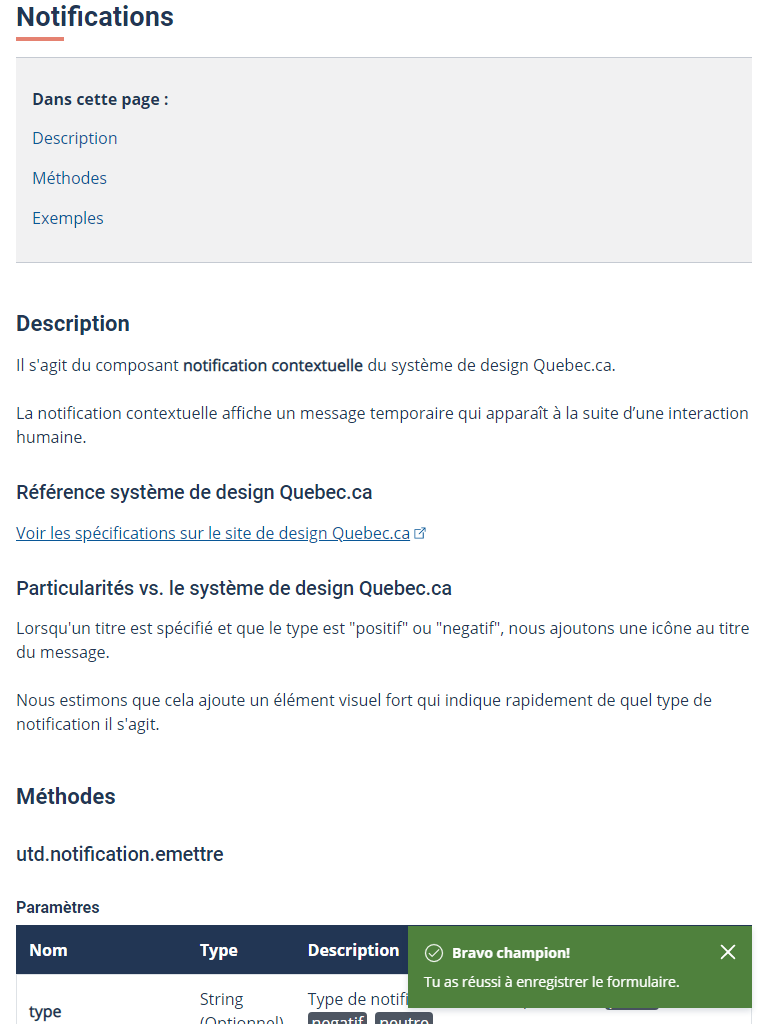 Notifications
Dans cette page :
Description
Méthodes
Exemples
Description
Il s'agit du composant notification contextuelle du système de design Quebec.ca.
La notification contextuelle affiche un message temporaire qui apparaît à la suite d’une interaction
humaine.
Référence système de design Quebec.ca
Voir les spécifications sur le site de design Quebec.ca
Particularités vs. le système de design Quebec.ca
Lorsqu'un titre est spécifié et que le type est "positif" ou "negatif", nous ajoutons une icône au titre
du message.
Nous estimons que cela ajoute un élément visuel fort qui indique rapidement de quel type de
notification il s'agit.
Méthodes
utd.notification.emettre
Paramètres
Nom Type Description
Bravo champion!
Tu as réussi à enregistrer le formulaire.
type
String
(Optionnel)
Type de
negatif neutre